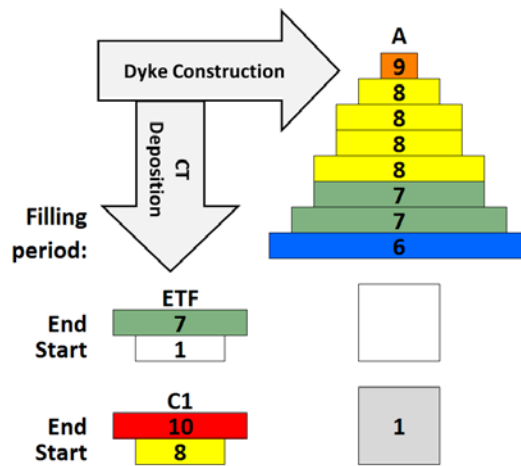 A
Dyke Construction
9
8
8
8
8
7
7
6
CT
Deposition
Filling
period:
ETF
End
7
Start
1
C1
End
10
Start
8
1